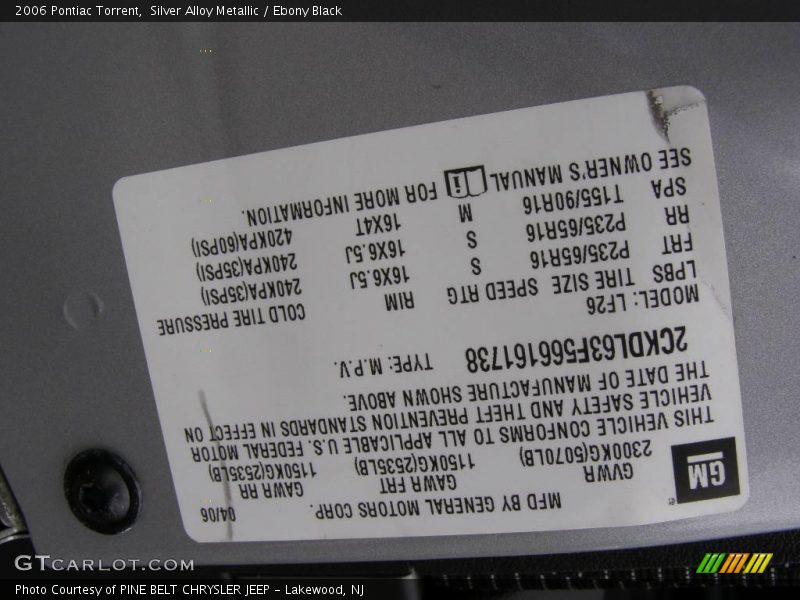 2006 Pontiac Torrent,  Silver Alloy Metallic / Ebony Black
GM
MFD BY GENERAL MOTORS CORP. 04/06
GVWR GAWR FRT GAWR RR
2300KG(5070LB) 1150KG(2535LB) 1150KG(2535LB)
THIS VEHICLE CONFORMS TO ALL APPLICABLE U.S. FEDERAL MOTOR
VEHICLE SAFETY AND THEFT PREVENTION STANDARDS IN EFFECT ON
THE DATE OF MANUFACTURE SHOWN ABOVE.
2CKDL63F566161738 TYPE: M.P.V.
MODEL: LF26
LPBS TIRE SIZE SPEED RTG RIM COLD TIRE PRESSURE
FRT P235/65R16 S 16X6.5J 240KPA(35PSI)
RR P235/65R16 S 16X6.5J 240KPA(35PSI)
SPA T155/90R16 M 16X4T 420KPA(60PSI)
SEE OWNER'S MANUAL i FOR MORE INFORMATION.
GTCARLOT.COM
Photo Courtesy of PINE BELT CHRYSLER JEEP - Lakewood, NJ